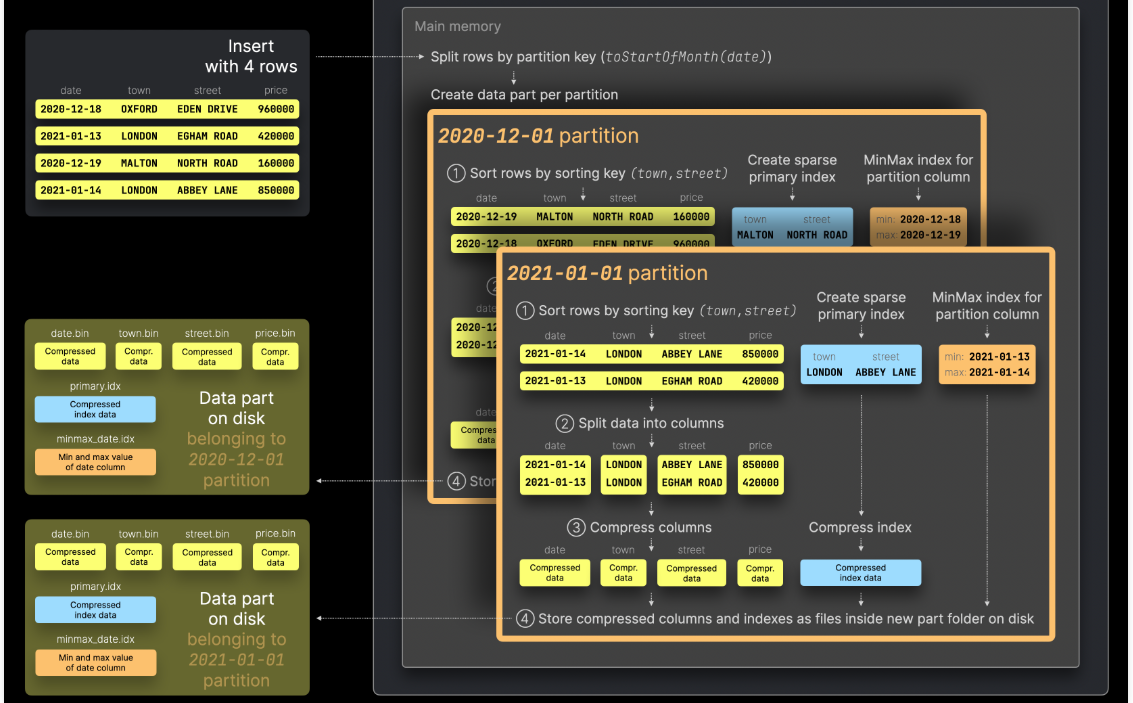 Main memory
Insert
with 4 rows
date town street price
2020-12-18 OXFORD EDEN DRIVE 960000
2021-01-13 LONDON EGHAM ROAD 420000
2020-12-19 MALTON NORTH ROAD 160000
2021-01-14 LONDON ABBEY LANE 850000
Split rows by partition key (toStartOfMonth(date))
Create data part per partition
2020-12-01 partition
1 Sort rows by sorting key (town,street)
Create sparse
primary index
MinMax index for
partition column
date town street price
2020-12-19 MALTON NORTH ROAD 160000
2020-12-18 OXFORD EDEN DRIVE 960000
town street
MALTON NORTH ROAD
min: 2020-12-18
max: 2020-12-19
2
date
2020-12
2020-12
date
Compres
data
4 Stor
2021-01-01 partition
1 Sort rows by sorting key (town,street)
Create sparse
primary index
MinMax index for
partition column
date town street price
2021-01-14 LONDON ABBEY LANE 850000
2021-01-13 LONDON EGHAM ROAD 420000
town street
LONDON ABBEY LANE
min: 2021-01-13
max: 2021-01-14
2 Split data into columns
date town street price
2021-01-14 LONDON ABBEY LANE 850000
2021-01-13 LONDON EGHAM ROAD 420000
3 Compress columns
Compress index
date town street price
Compressed
data
Compr.
data
Compressed
data
Compr.
data
Compressed
index data
4 Store compressed columns and indexes as files inside new part folder on disk
date.bin town.bin street.bin price.bin
Compressed
data
Compr.
data
Compressed
data
Compr.
data
primary.idx
Compressed
index data
minmax_date.idx
Min and max value
of date column
Data part
on disk
belonging to
2020-12-01
partition
date.bin town.bin street.bin price.bin
Compressed
data
Compr.
data
Compressed
data
Compr.
data
primary.idx
Compressed
index data
minmax_date.idx
Min and max value
of date column
Data part
on disk
belonging to
2021-01-01
partition